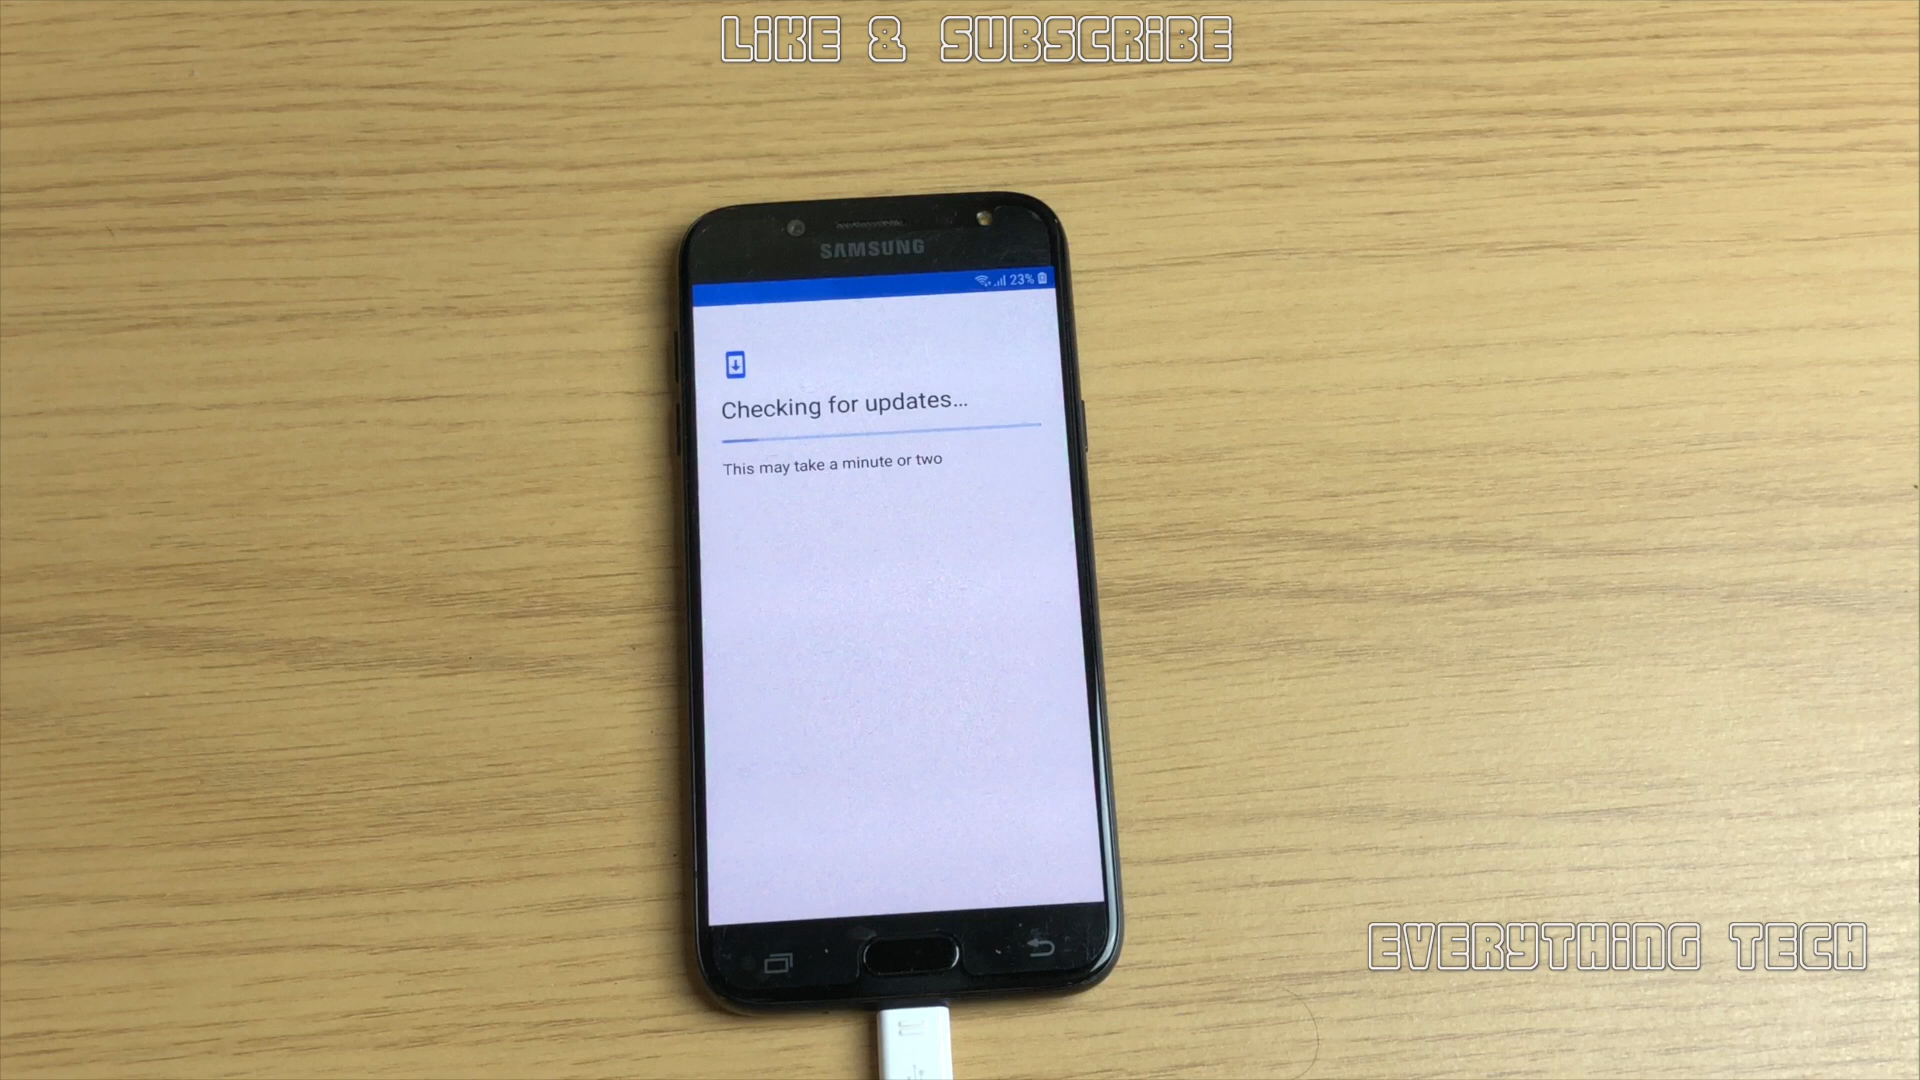 LiKE & SUBSCRiBE
SAMSUNG
23%
Checking for updates...
This may take a minute or two
EVERYTHiNG TECH